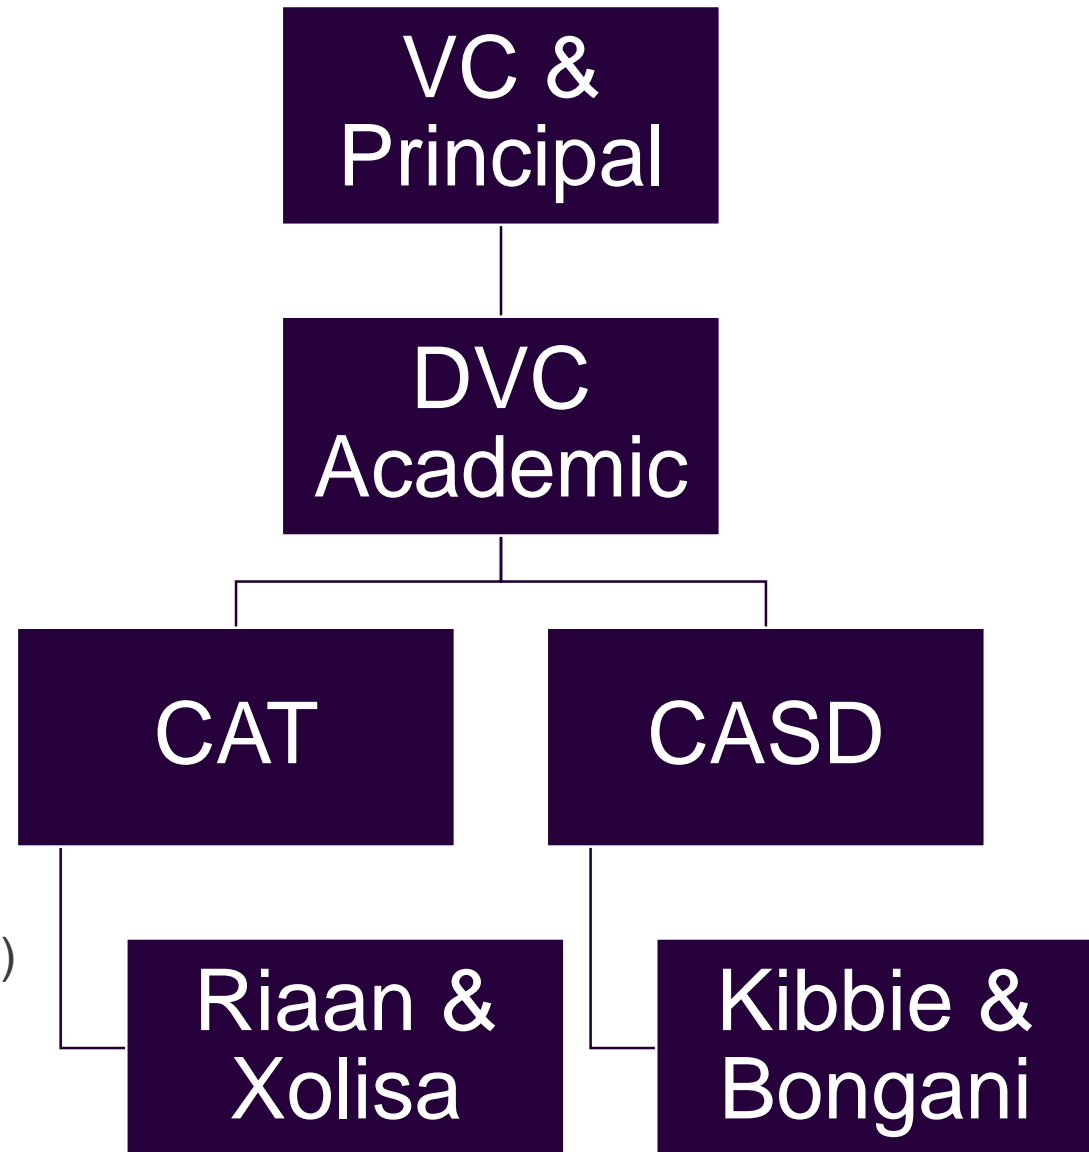 VC &
Principal
DVC
Academic
CAT
CASD
)
Riaan &
Xolisa
Kibbie &
Bongani